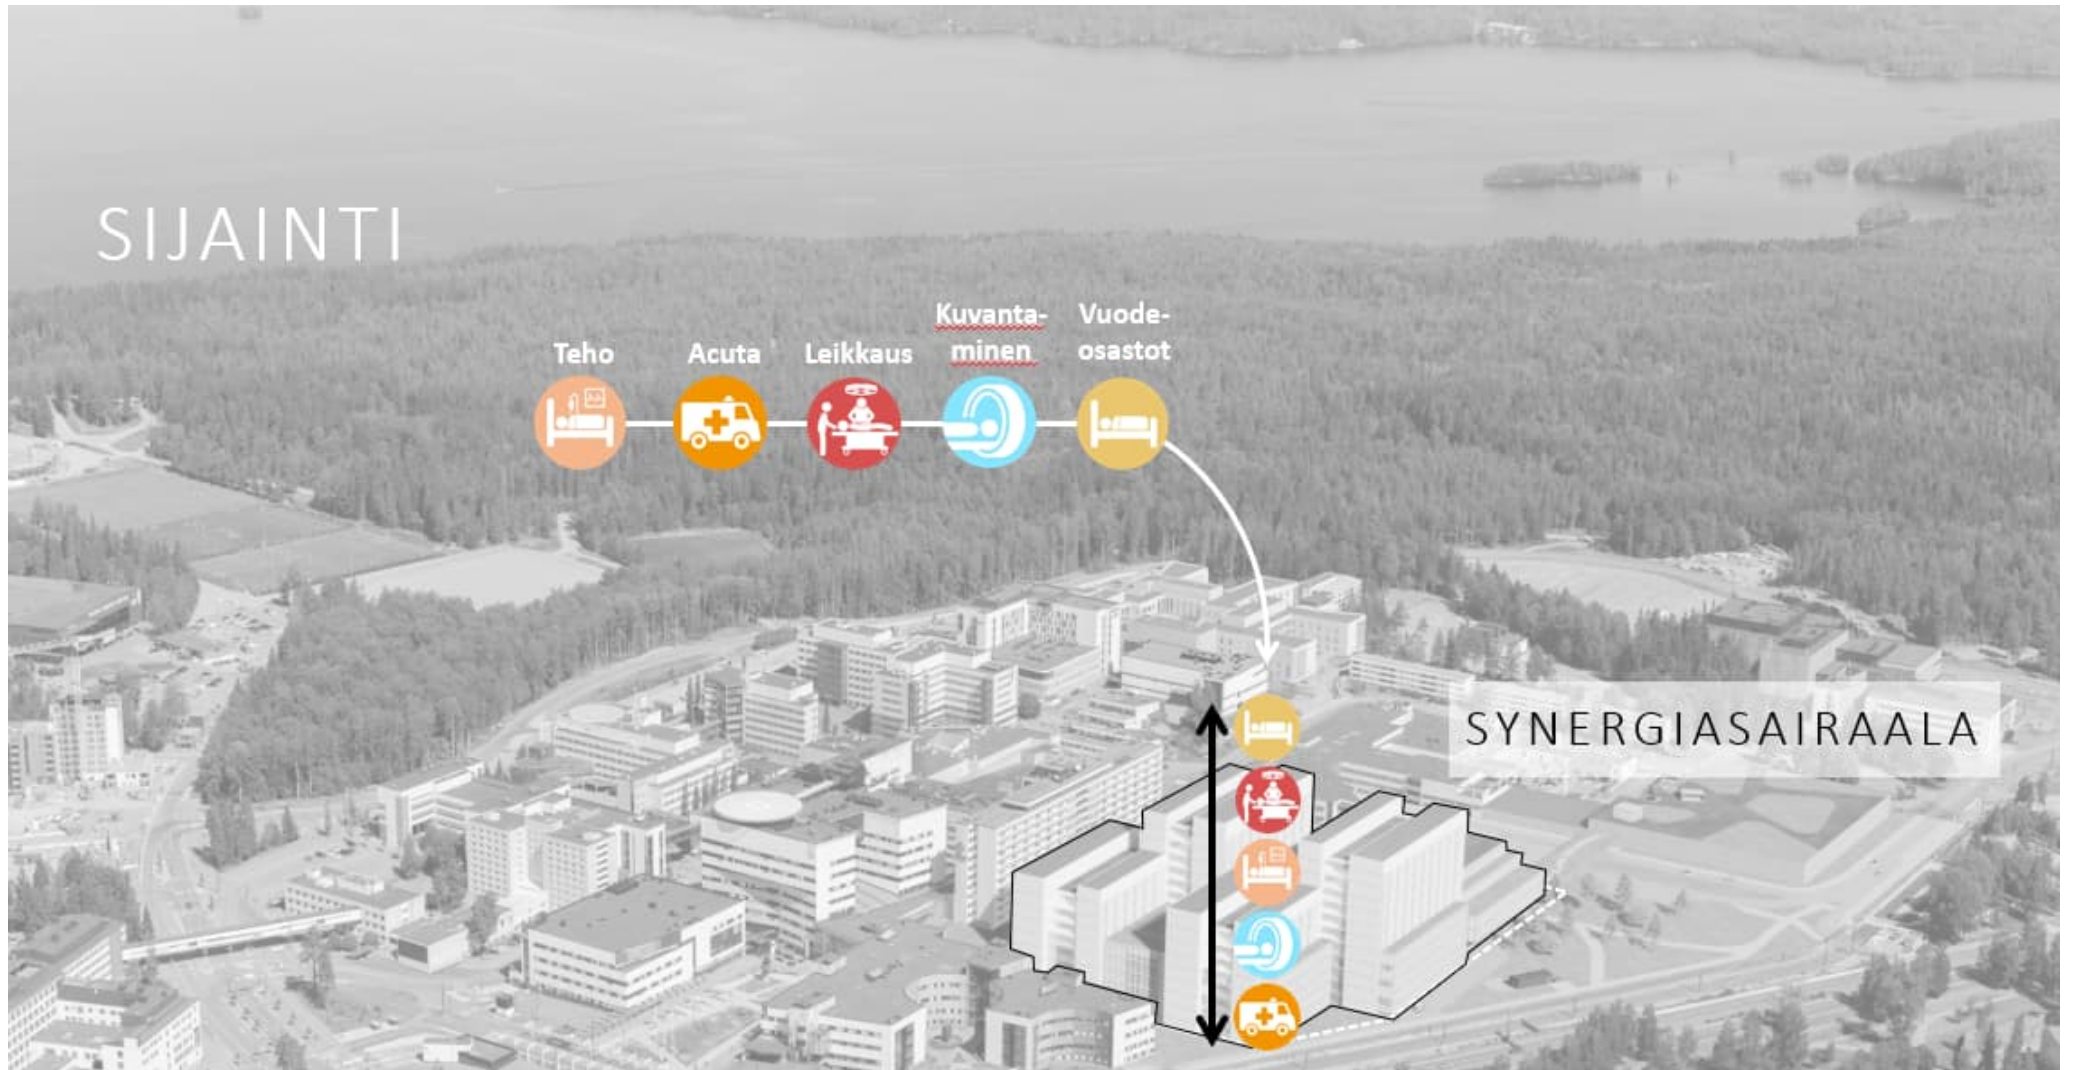 SIJAINTI
Teho
Acuta
Leikkaus
Kuvanta-
minen
Vuode-
osastot
SYNERGIASAIRAALA